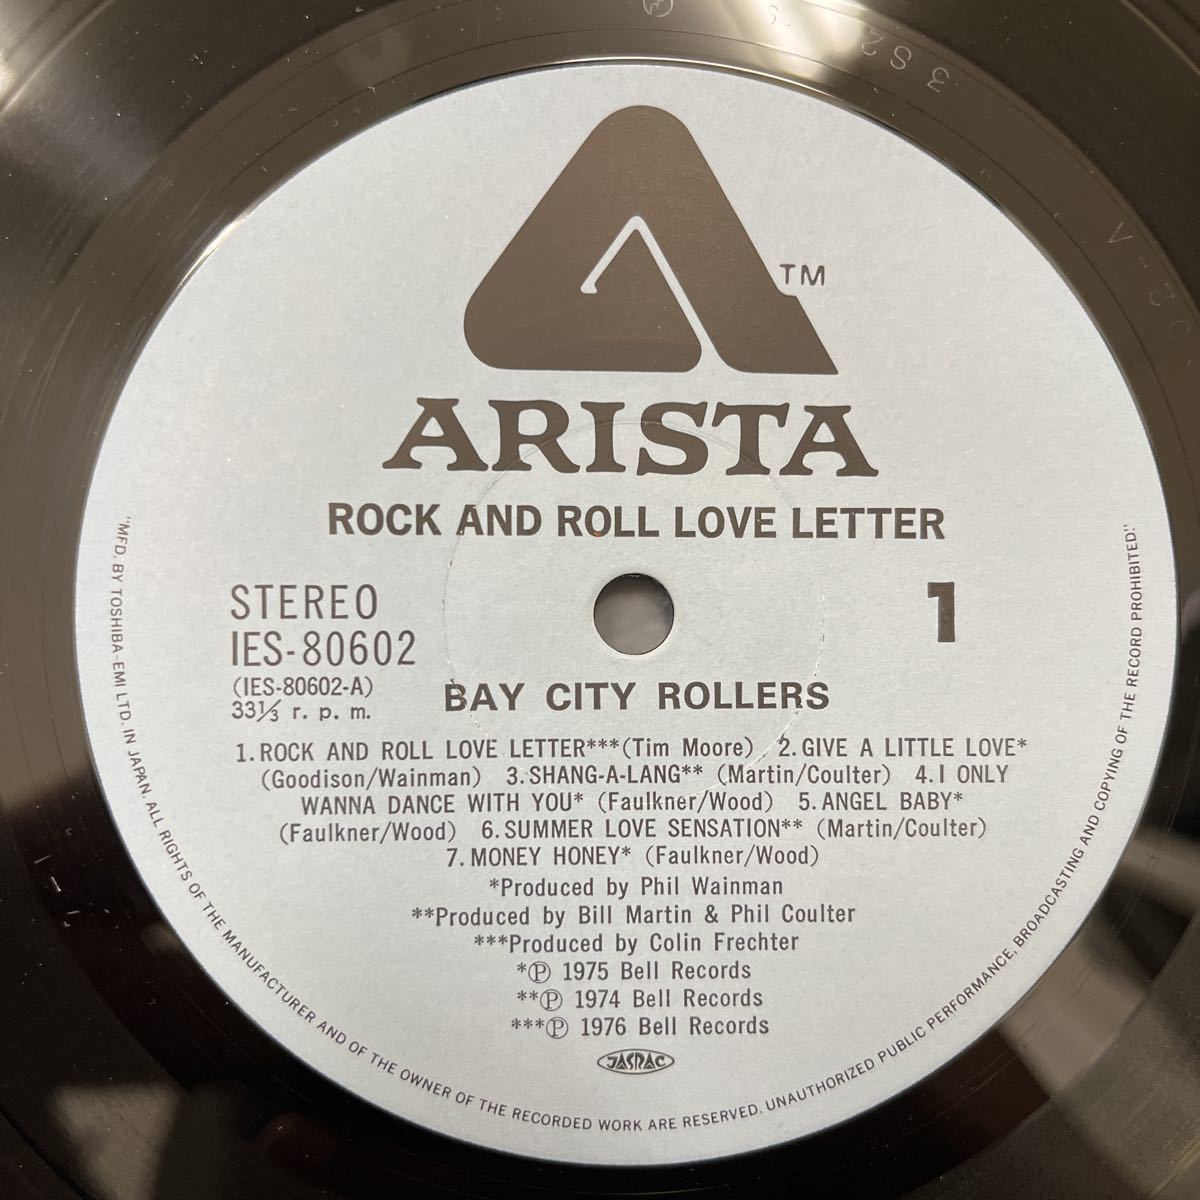 TM
ARISTA
ROCK AND ROLL LOVE LETTER
STEREO
IES-80602
(IES-80602-A)
33⅓ r. p. m.
1
BAY CITY ROLLERS
1. ROCK AND ROLL LOVE LETTER***(Tim Moore) 2. GIVE A LITTLE LOVE*
(Goodison/Wainman) 3. SHANG-A-LANG** (Martin/Coulter) 4. I ONLY
WANNA DANCE WITH YOU* (Faulkner/Wood) 5. ANGEL BABY*
(Faulkner/Wood) 6. SUMMER LOVE SENSATION** (Martin/Coulter)
7. MONEY HONEY* (Faulkner/Wood)
*Produced by Phil Wainman
**Produced by Bill Martin & Phil Coulter
***Produced by Colin Frechter
*℗ 1975 Bell Records
**℗ 1974 Bell Records
***℗ 1976 Bell Records
JASRAC
"MFD. BY TOSHIBA-EMI LTD. IN JAPAN. ALL RIGHTS OF THE MANUFACTURER AND OF THE OWNER OF THE RECORDED WORK ARE RESERVED. UNAUTHORIZED PUBLIC PERFORMANCE, BROADCASTING AND COPYING OF THE RECORD PROHIBITED."
3S2